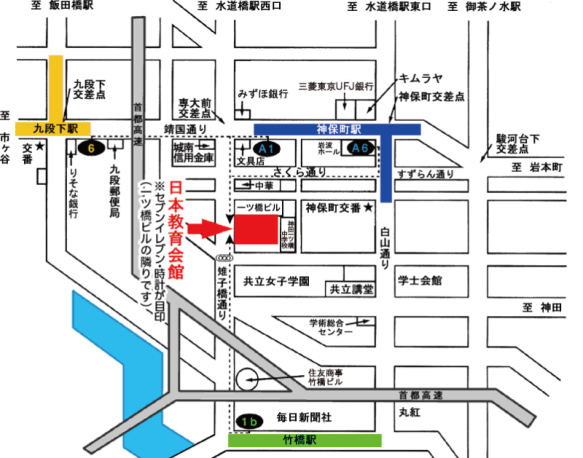 至 飯田橋駅
至 水道橋駅西口
至 水道橋駅東口
至 御茶ノ水駅
九段下
交差点
首都高速
専大前
交差点
みずほ銀行
三菱東京UFJ銀行
キムラヤ
神保町交差点
至 市ヶ谷
九段下駅
靖国通り
神保町駅
駿河台下
交差点
交番
6
りそな銀行
九段郵便局
城南
信用金庫
文具店
A1
岩波
ホール
A6
さくら通り
すずらん通り
至 岩本町
中華
日本教育会館
※セブンイレブン・時計が目印
(一ツ橋ビルの隣りです)
一ツ橋ビル
神田一ツ橋
中学校
神保町交番★
白山通り
雉子橋通り
共立女子学園
共立講堂
学士会館
至 神田
学術総合
センター
住友商事
竹橋ビル
首都高速
1b
毎日新聞社
丸紅
竹橋駅